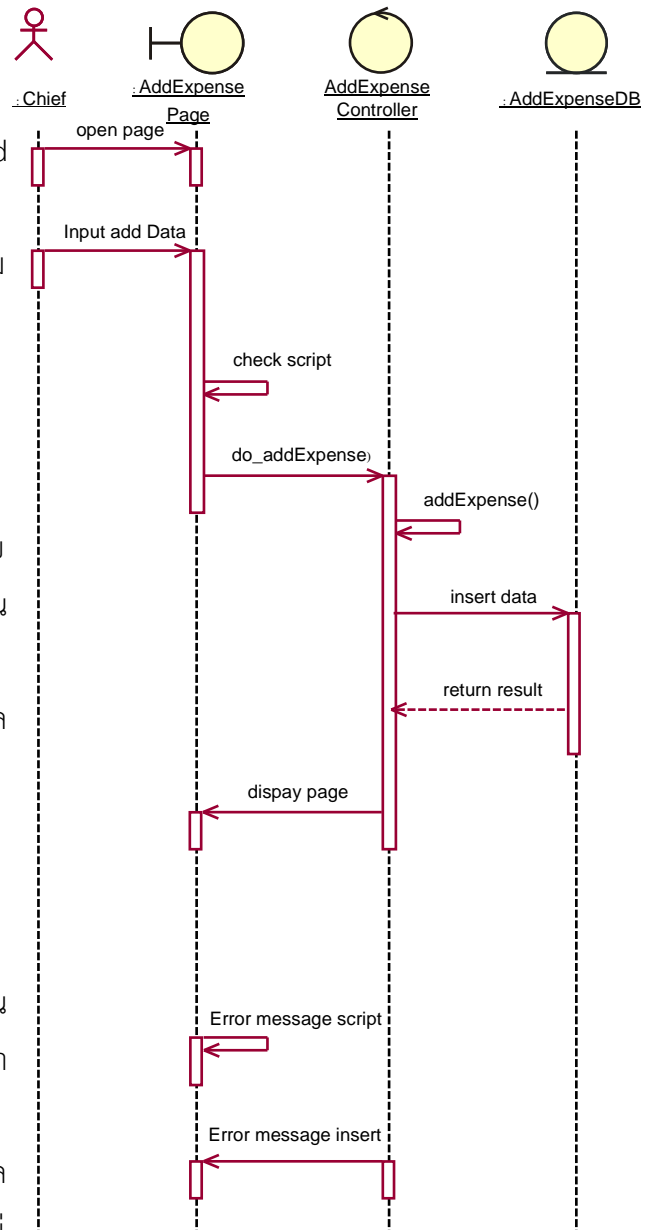 : Chief
: AddExpense
Page
AddExpense
Controller
: AddExpenseDB
open page
Input add Data
check script
do_addExpense)
addExpense()
insert data
return result
dispay page
Error message script
Error message insert